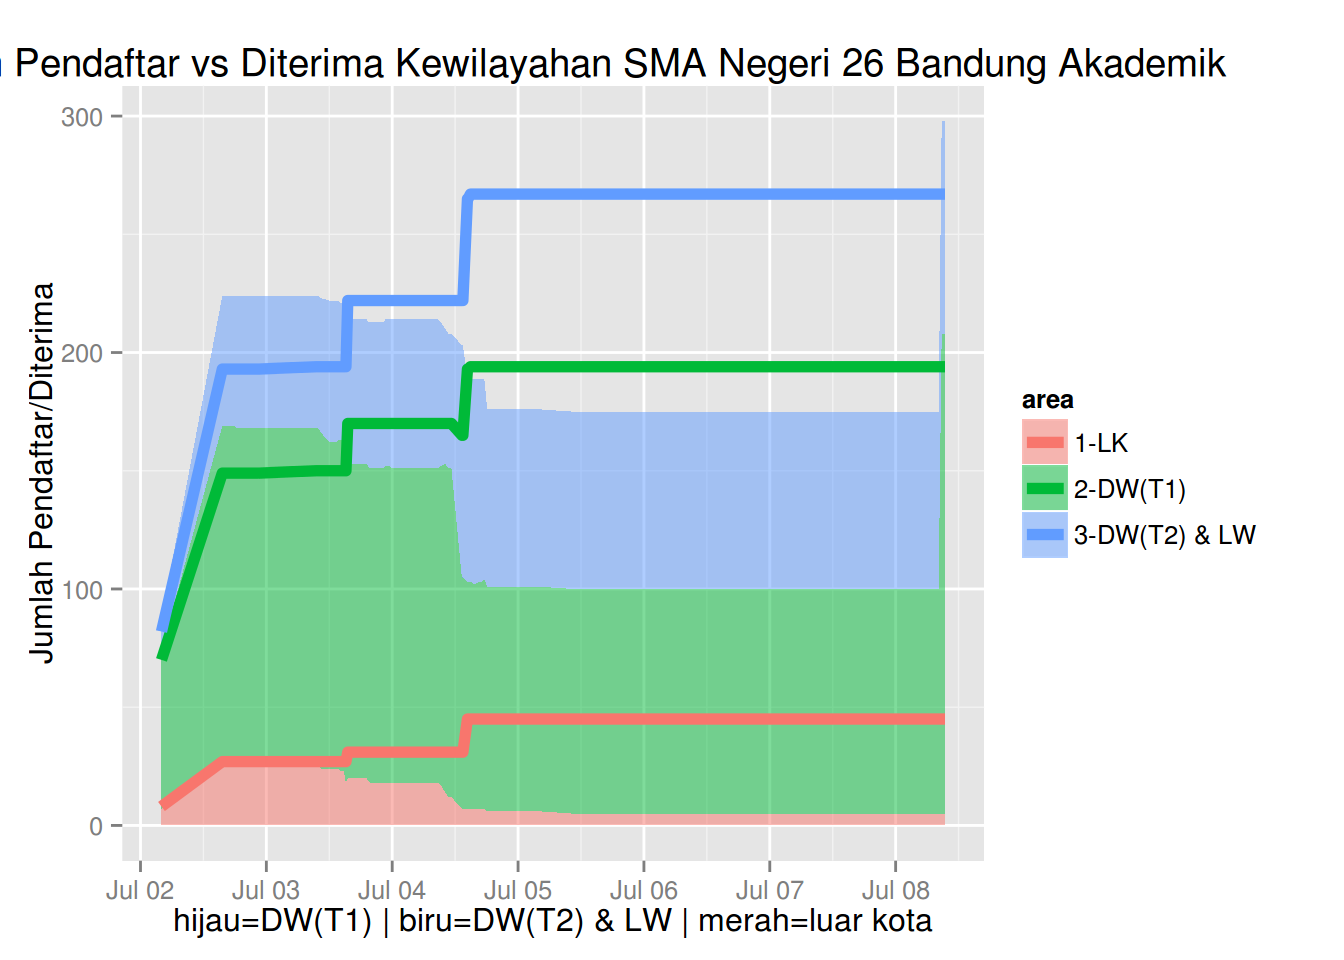 Pendaftar vs Diterima Kewilayahan SMA Negeri 26 Bandung Akademik
Jumlah Pendaftar/Diterima
300
200
100
0
Jul 02 Jul 03 Jul 04 Jul 05 Jul 06 Jul 07 Jul 08
hijau=DW(T1) | biru=DW(T2) & LW | merah=luar kota
area
1-LK
2-DW(T1)
3-DW(T2) & LW